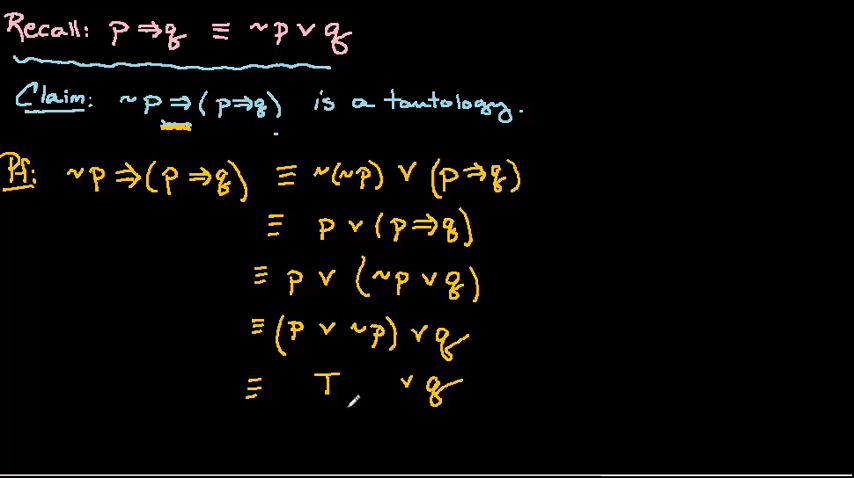 Recall: p ⇒ q ≡ ~p ∨ q
Claim: ~p ⇒ (p ⇒ q) is a tautology.
Pf: ~p ⇒ (p ⇒ q) ≡ ~(~p) ∨ (p ⇒ q)
≡ p ∨ (p ⇒ q)
≡ p ∨ (~p ∨ q)
≡ (p ∨ ~p) ∨ q
≡ T ∨ q